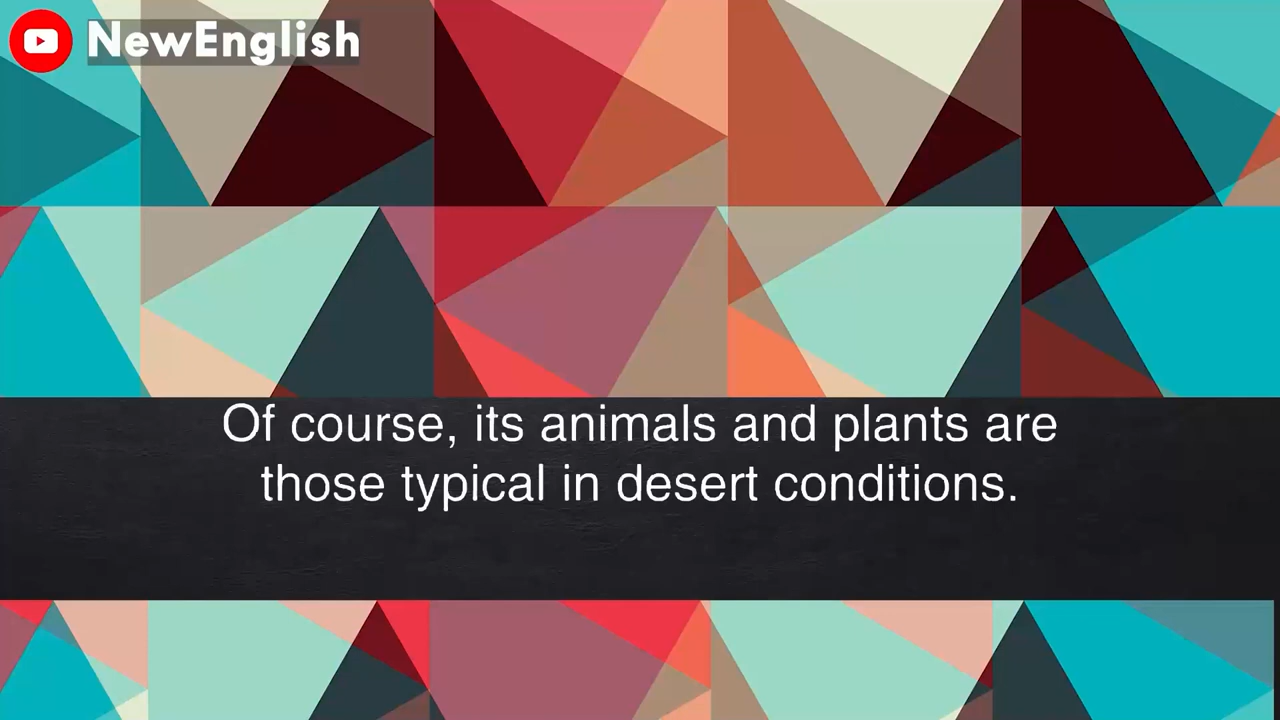 NewEnglish
Of course, its animals and plants are
those typical in desert conditions.